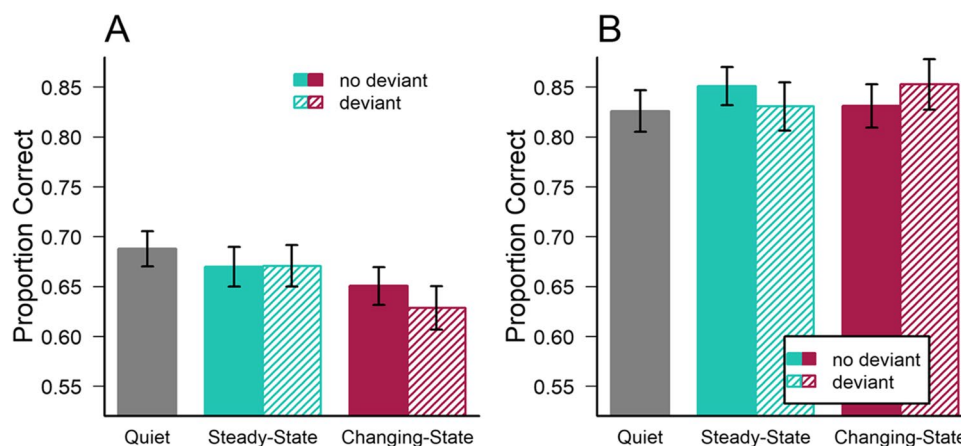 A
Proportion Correct
0.85
0.80
0.75
0.70
0.65
0.60
0.55
no deviant
deviant
Quiet
Steady-State
Changing-State
B
Proportion Correct
0.85
0.80
0.75
0.70
0.65
0.60
0.55
no deviant
deviant
Quiet
Steady-State
Changing-State